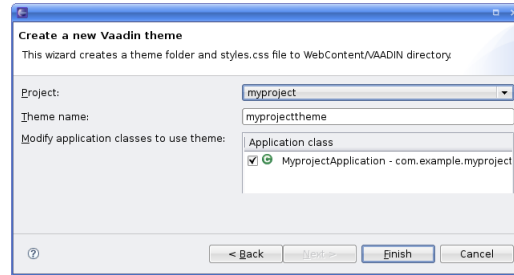 Create a new Vaadin theme
This wizard creates a theme folder and styles.css file to WebContent/VAADIN directory.
Project: myproject
Theme name: myprojecttheme
Modify application classes to use theme: Application class
MyprojectApplication - com.example.myproject
< Back Next > Finish Cancel